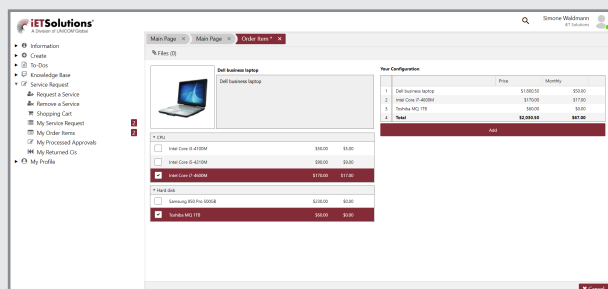 iETSolutions
A Division of UNICOM Global
Simone Waldmann
iET Solutions
Information
Create
To-Dos
Knowledge Base
Service Request
Request a Service
Remove a Service
Shopping Cart
My Service Request 2
My Order Items 2
My Processed Approvals
My Returned CIs
My Profile
Main Page × Main Page × Order Item * ×
Files (0)
Dell business laptop
Dell business laptop
CPU
Intel Core i3-4100M $50.00 $5.00
Intel Core i5-4210M $90.00 $9.00
Intel Core i7-4600M $170.00 $17.00
Hard disk
Samsung 850 Pro 500GB $230.00 $0.00
Toshiba MQ 1TB $60.00 $0.00
Your Configuration
Price Monthly
1 Dell business laptop $1,800.50 $50.00
2 Intel Core i7-4600M $170.00 $17.00
3 Toshiba MQ 1TB $60.00 $0.00
4 Total $2,030.50 $67.00
Add
Cancel